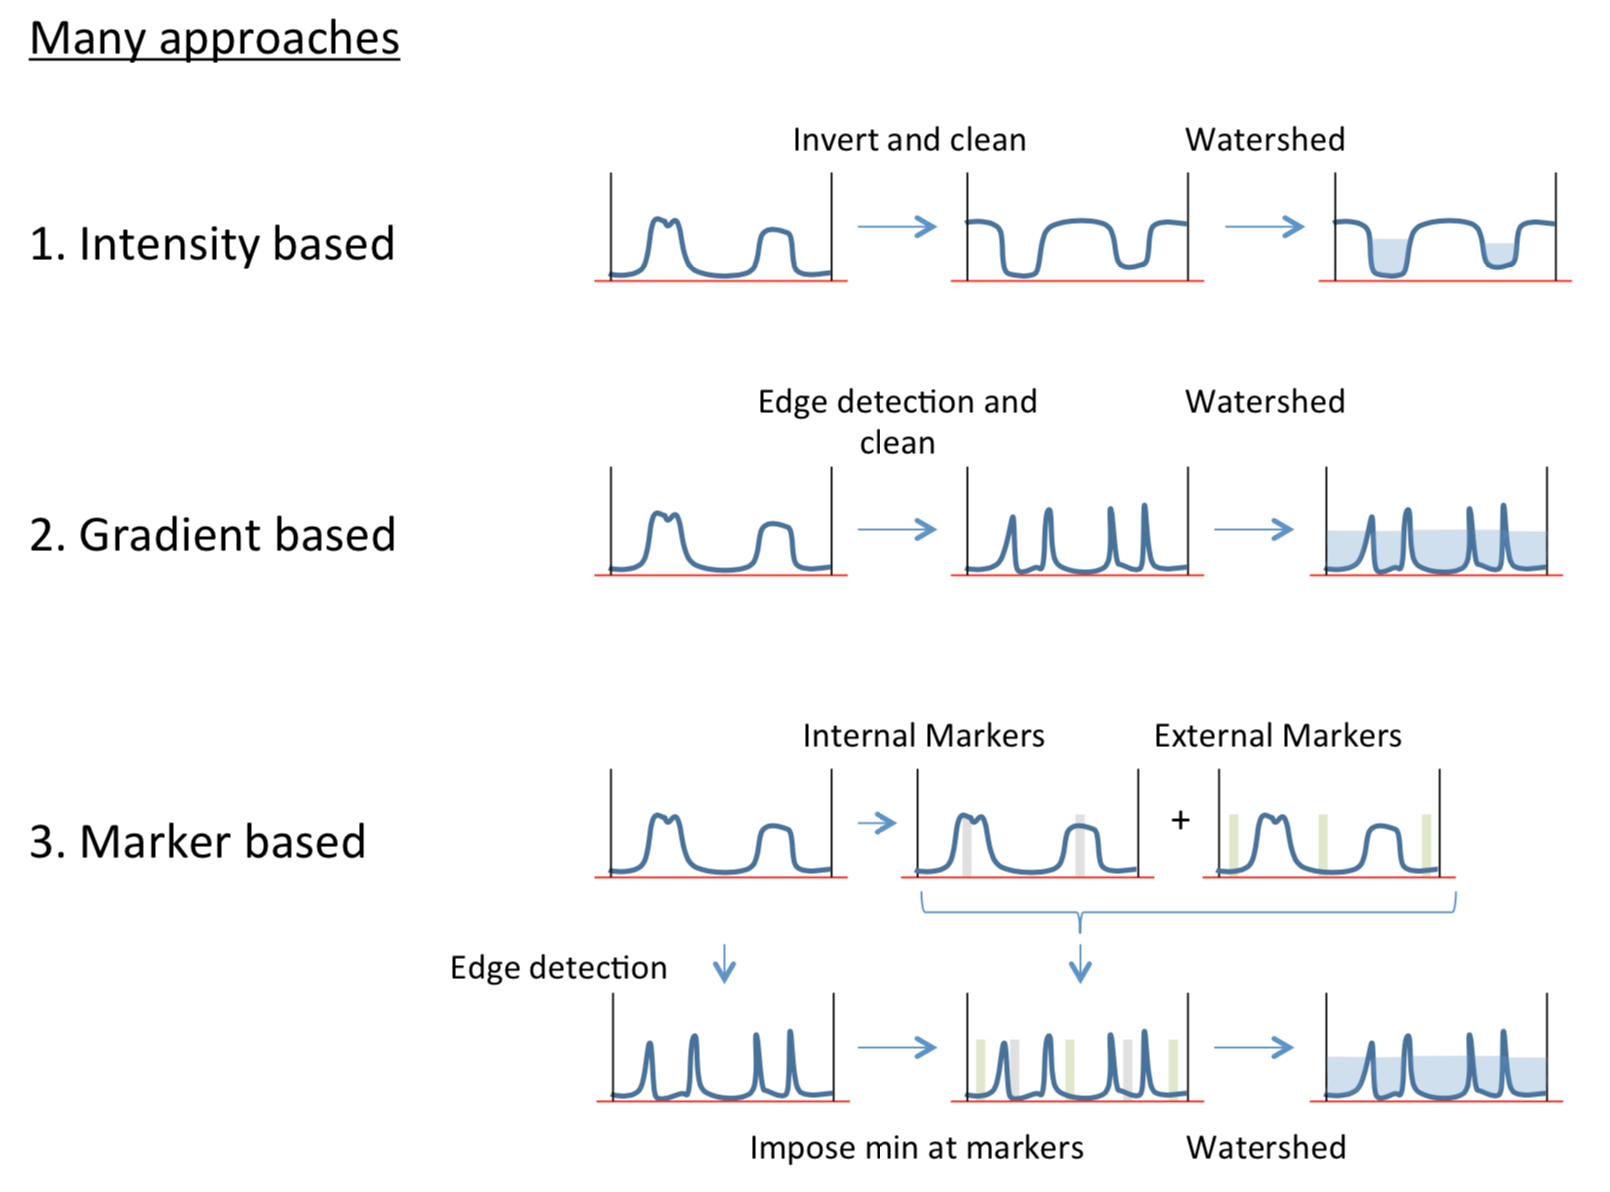 Many approaches
Invert and clean
Watershed
1. Intensity based
Edge detection and
clean
Watershed
2. Gradient based
Internal Markers
External Markers
3. Marker based
+
Edge detection
Impose min at markers
Watershed